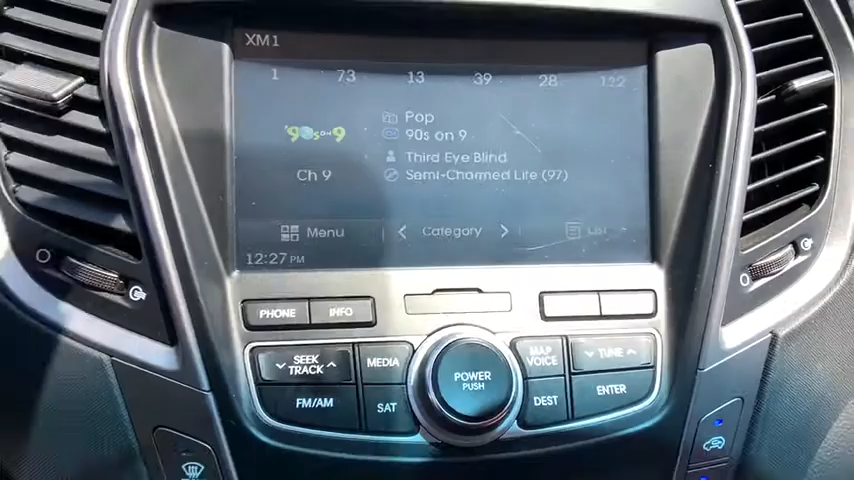 XM1
1 73 13 39 28 122
Pop
90s on 9
90s on 9
Third Eye Blind
Ch 9
Semi-Charmed Life (97)
Menu
Category
List
12:27 PM
PHONE
INFO
SEEK
TRACK
MEDIA
POWER
PUSH
MAP
VOICE
TUNE
FM/AM
SAT
DEST
ENTER